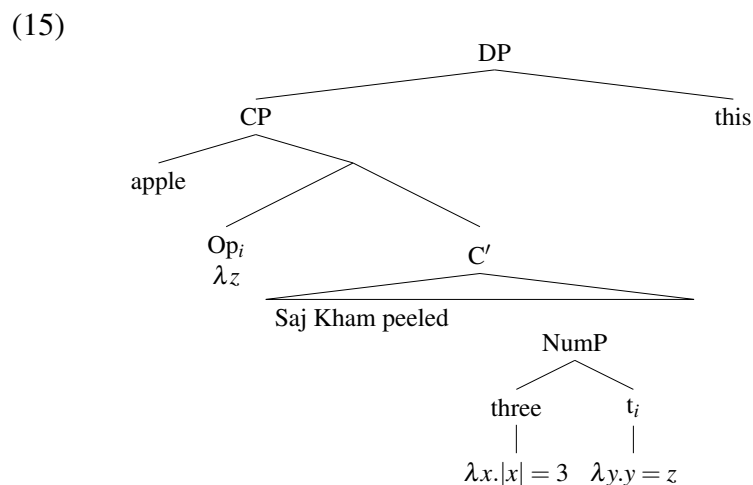 (15)
DP
CP this
apple
Opᵢ C′
λz
Saj Kham peeled
NumP
three tᵢ
λx.|x| = 3 λy.y = z